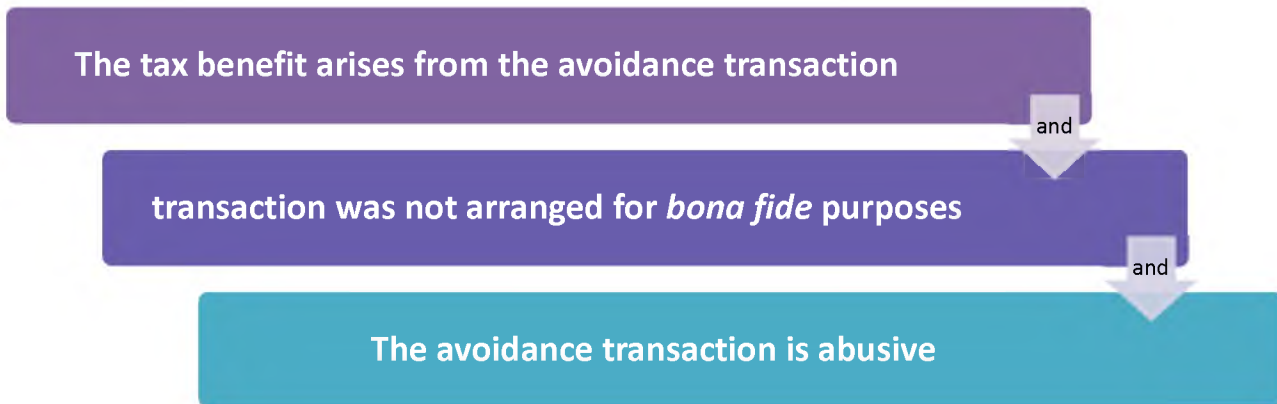 The tax benefit arises from the avoidance transaction
and
transaction was not arranged for bona fide purposes
and
The avoidance transaction is abusive